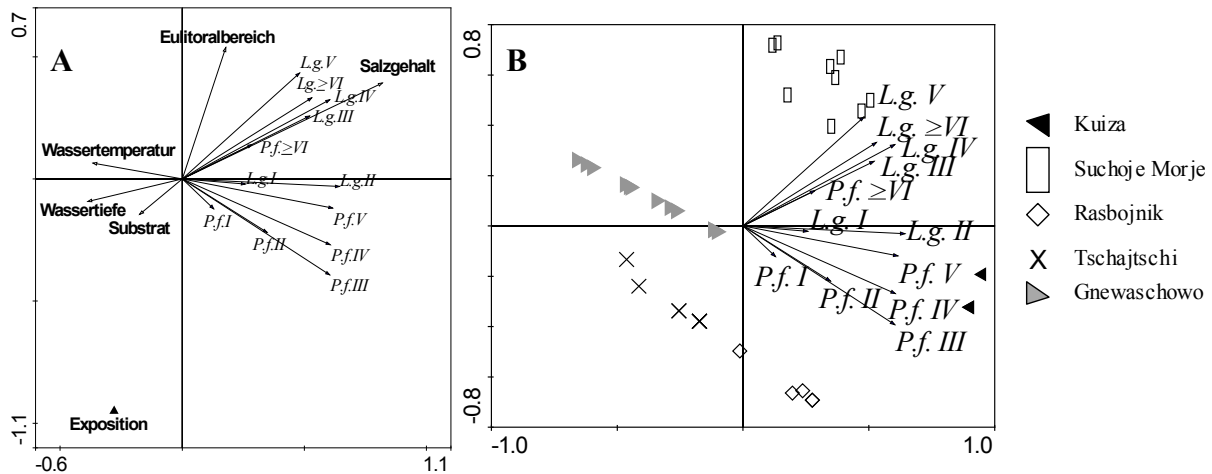 0.7
-1.1
-0.6
1.1
A
Eulitoralbereich
L.g.V
Salzgehalt
Lg.≥VI
L.g.IV
L.g.III
P.f.≥VI
Wassertemperatur
L.g.I
L.g.II
Wassertiefe
Substrat
P.f.I
P.f.V
P.f.II
P.f.IV
P.f.III
Exposition
0.8
-0.8
-1.0
1.0
B
L.g. V
L.g. ≥VI
L.g. IV
L.g. III
P.f. ≥VI
L.g. I
L.g. II
P.f. I
P.f. V
P.f. II
P.f. IV
P.f. III
Kuiza
Suchoje Morje
Rasbojnik
Tschajtschi
Gnewaschowo